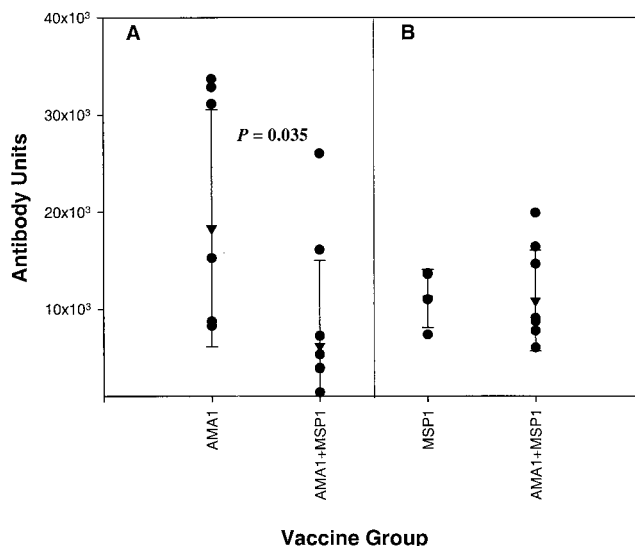 40x10³
A
B
30x10³
P = 0.035
20x10³
10x10³
Antibody Units
AMA1
AMA1+MSP1
MSP1
AMA1+MSP1
Vaccine Group